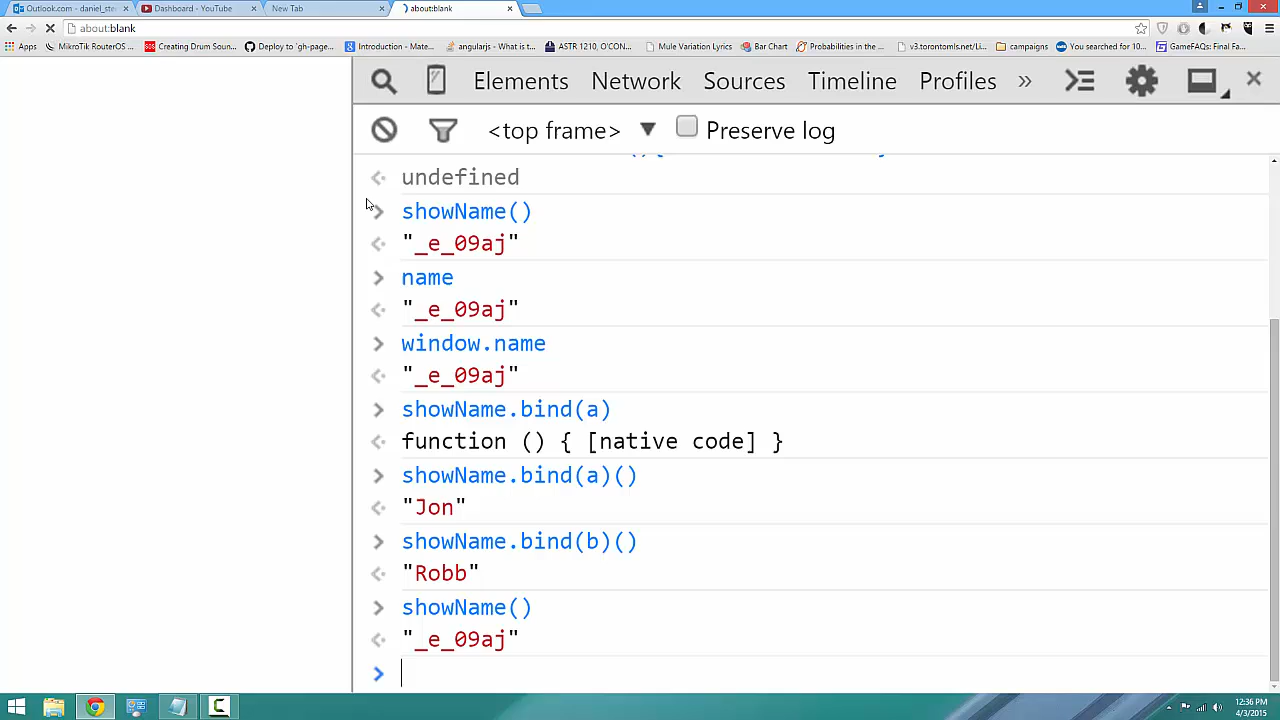 Outlook.com - daniel_ste
Dashboard - YouTube
New Tab
about:blank
about:blank
Apps
MikroTik RouterOS ...
Creating Drum Soun...
Deploy to 'gh-page...
Introduction - Mate...
angularjs - What is t...
ASTR 1210, O'CON...
Mule Variation Lyrics
Bar Chart
Probabilities in the ...
v3.torontomls.net/Li...
campaigns
You searched for 10...
GameFAQs: Final Fa...
Elements Network Sources Timeline Profiles »
<top frame> ▼ Preserve log
undefined
showName()
"_e_09aj"
name
"_e_09aj"
window.name
"_e_09aj"
showName.bind(a)
function () { [native code] }
showName.bind(a)()
"Jon"
showName.bind(b)()
"Robb"
showName()
"_e_09aj"
12:36 PM
4/3/2015